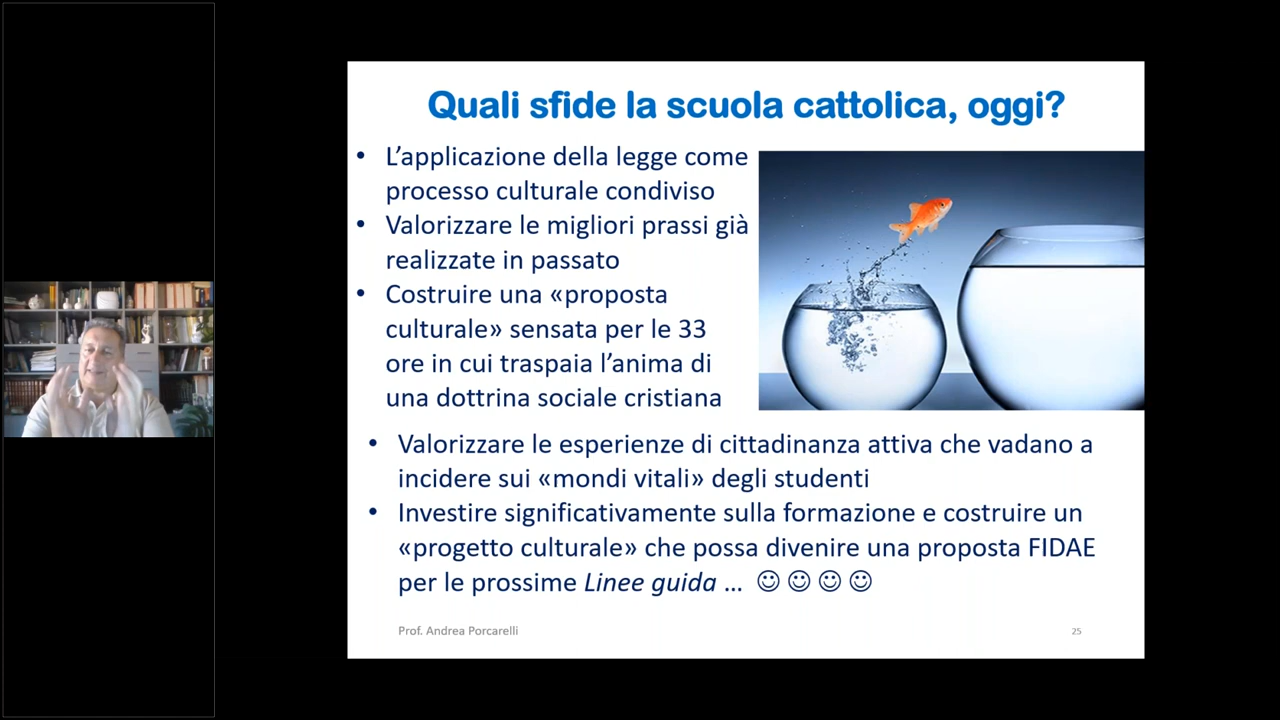 Quali sfide la scuola cattolica, oggi?
• L’applicazione della legge come
processo culturale condiviso
• Valorizzare le migliori prassi già
realizzate in passato
• Costruire una «proposta
culturale» sensata per le 33
ore in cui traspaia l’anima di
una dottrina sociale cristiana
• Valorizzare le esperienze di cittadinanza attiva che vadano a
incidere sui «mondi vitali» degli studenti
• Investire significativamente sulla formazione e costruire un
«progetto culturale» che possa divenire una proposta FIDAE
per le prossime Linee guida … ☺ ☺ ☺ ☺
Prof. Andrea Porcarelli
25